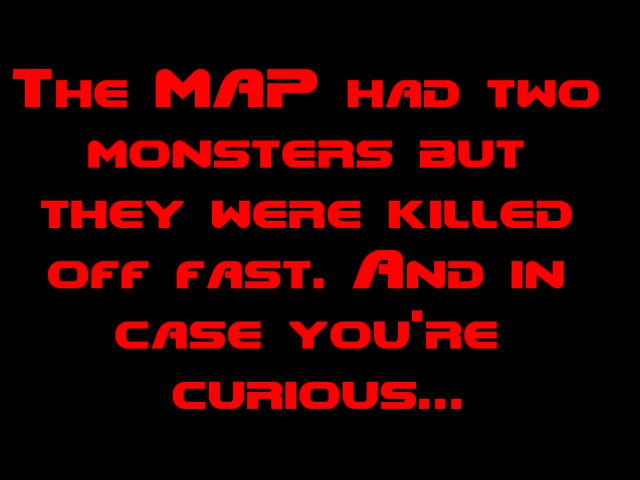 The MAP had two
monsters but
they were killed
off fast. And in
case you're
curious...